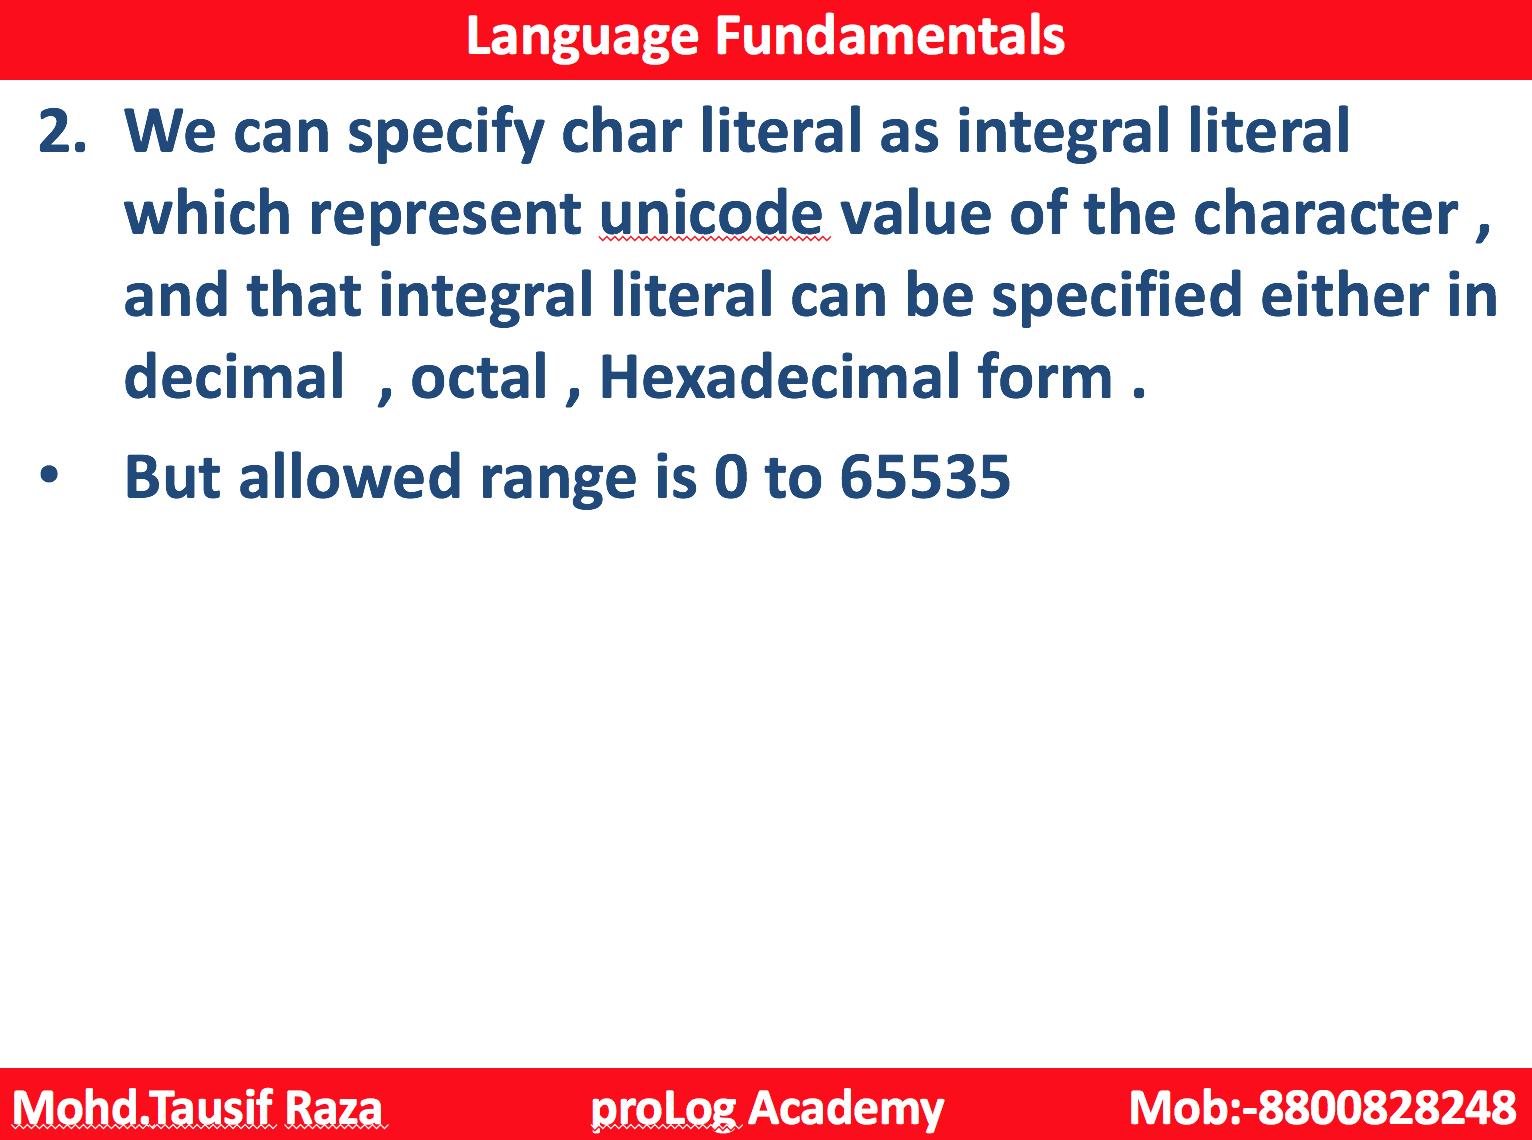 Language Fundamentals
2. We can specify char literal as integral literal
which represent unicode value of the character ,
and that integral literal can be specified either in
decimal , octal , Hexadecimal form .
• But allowed range is 0 to 65535
Mohd.Tausif Raza proLog Academy Mob:-8800828248